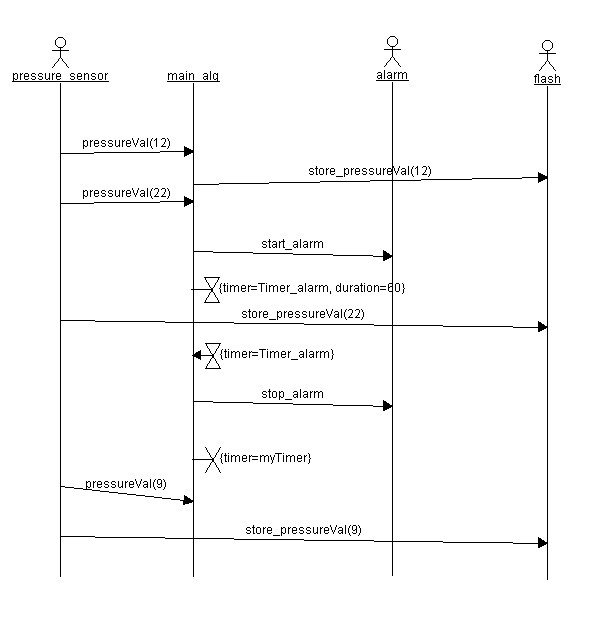 pressure_sensor main_alg alarm flash
pressureVal(12)
store_pressureVal(12)
pressureVal(22)
start_alarm
{timer=Timer_alarm, duration=60}
store_pressureVal(22)
{timer=Timer_alarm}
stop_alarm
{timer=myTimer}
pressureVal(9)
store_pressureVal(9)